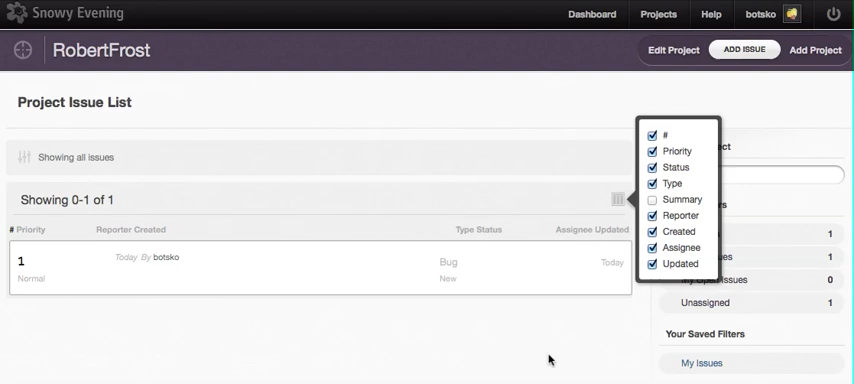 Snowy Evening
Dashboard Projects Help botsko
RobertFrost
Edit Project ADD ISSUE Add Project
Project Issue List
Showing all issues
Showing 0-1 of 1
# Priority Reporter Created Type Status Assignee Updated
1 Today By botsko Bug Today
Normal New
#
Priority
Status
Type
Summary
Reporter
Created
Assignee
Updated
1
1
My Open Issues 0
Unassigned 1
Your Saved Filters
My Issues